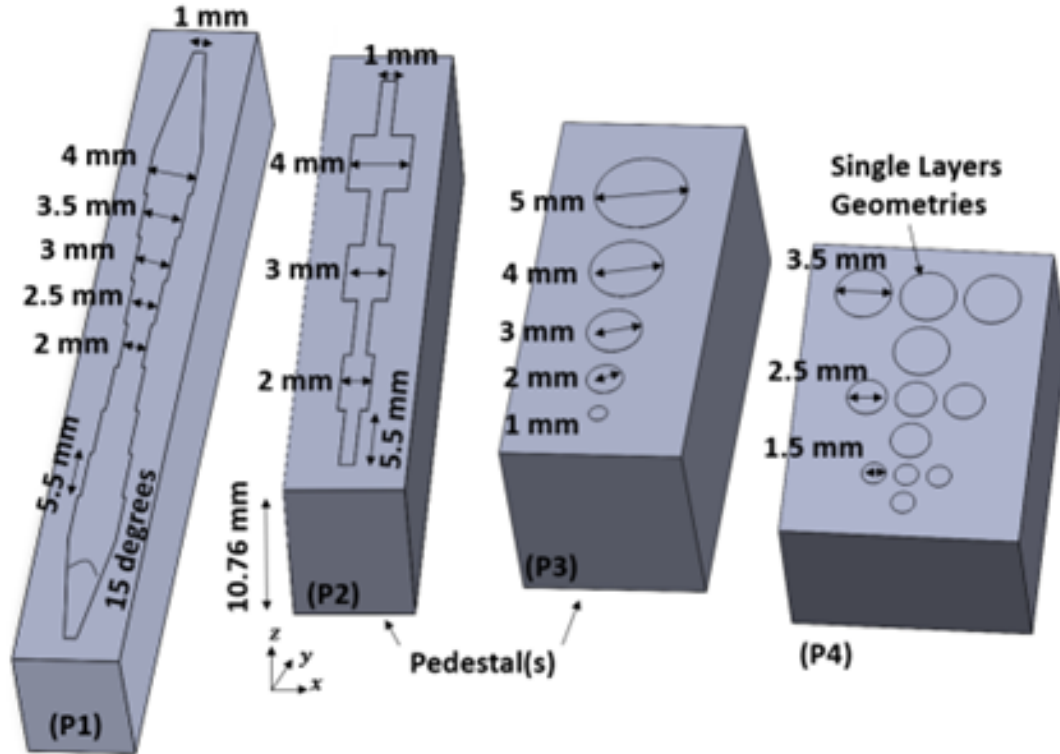 1 mm
4 mm
3.5 mm
3 mm
2.5 mm
2 mm
5.5 mm
15 degrees
(P1)
1 mm
4 mm
3 mm
2 mm
5.5 mm
10.76 mm
(P2)
z
y
x
Pedestal(s)
5 mm
4 mm
3 mm
2 mm
1 mm
(P3)
Single Layers
Geometries
3.5 mm
2.5 mm
1.5 mm
(P4)